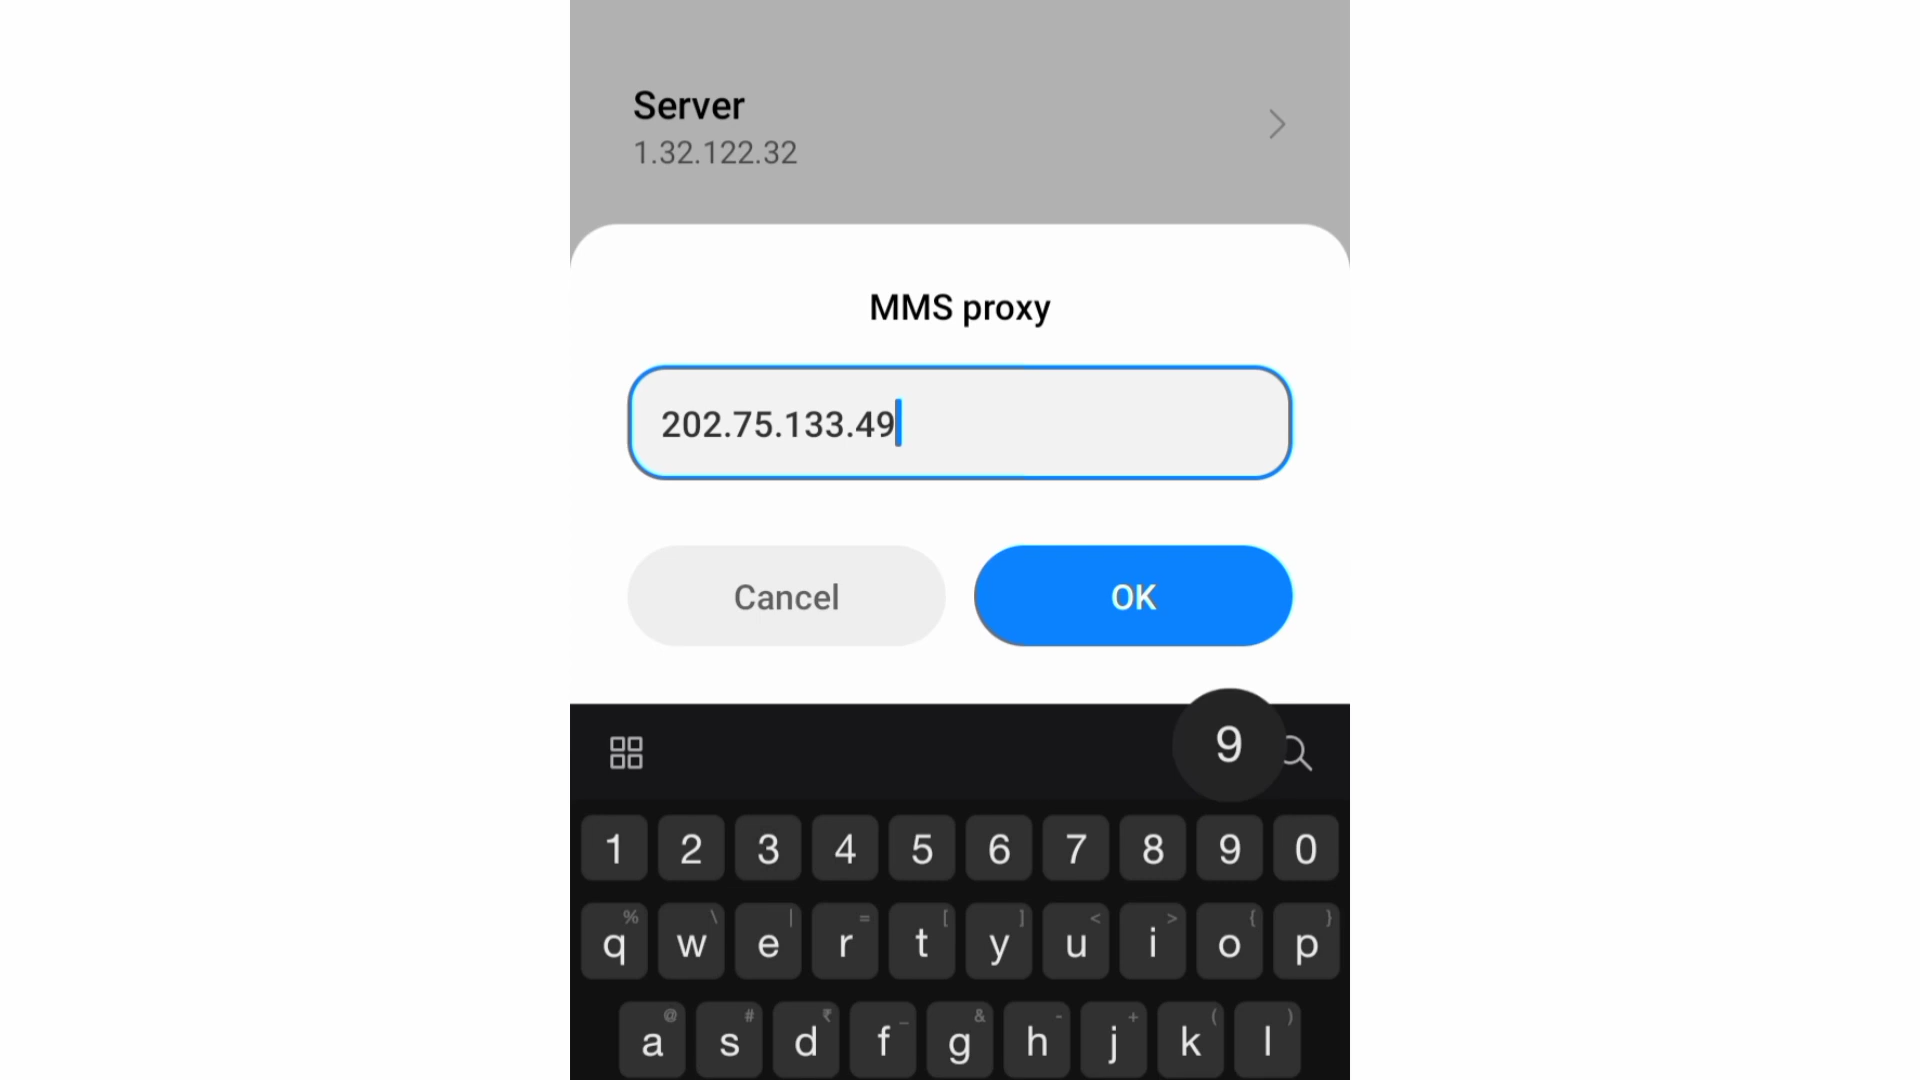 Server
1.32.122.32
MMS proxy
202.75.133.49
Cancel OK
9
1 2 3 4 5 6 7 8 9 0
% \ | = [ ] < > { }
q w e r t y u i o p
@ # ₹ _ & - + ( )
a s d f g h j k l